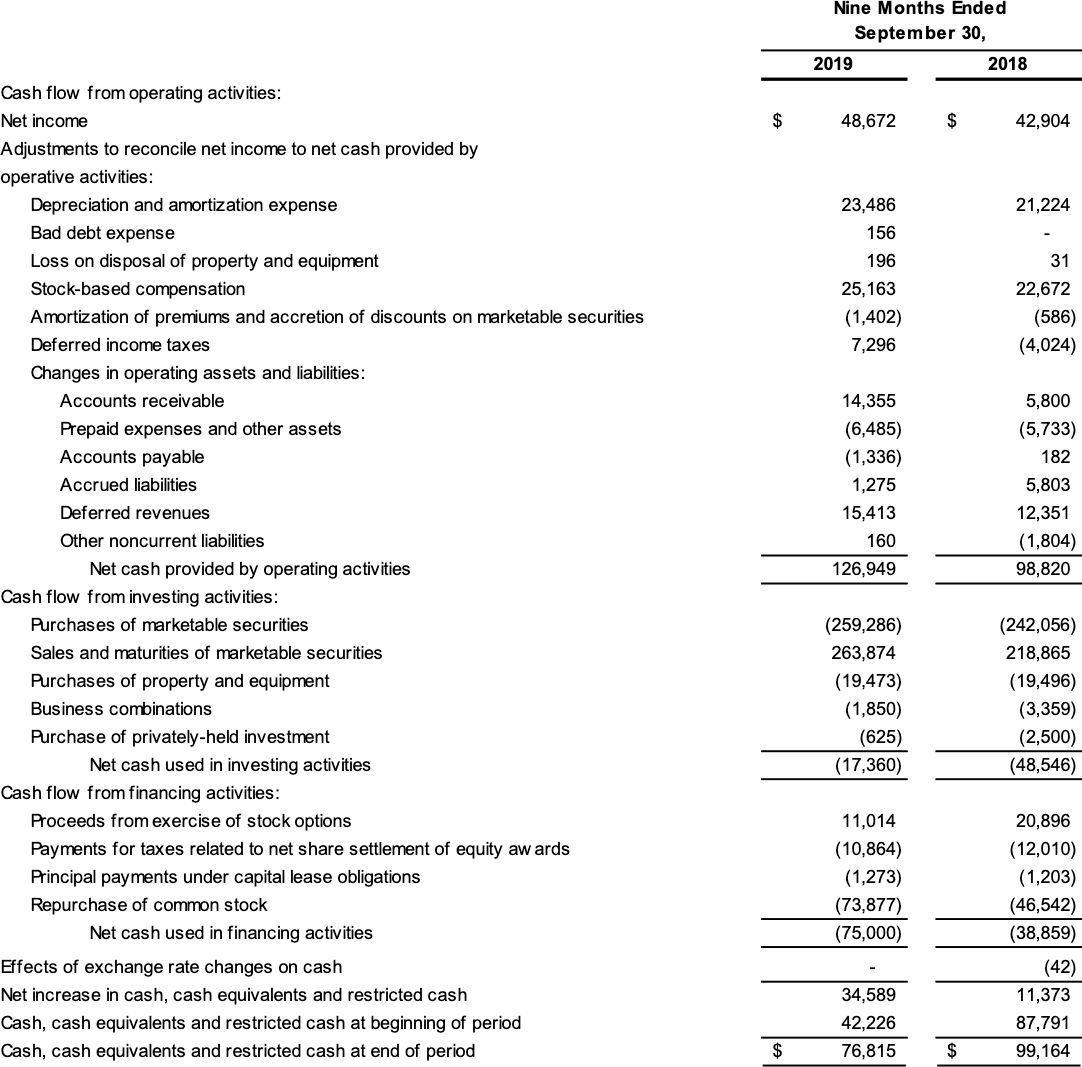 Nine Months Ended
September 30,
2019 2018
Cash flow from operating activities:
Net income $ 48,672 $ 42,904
Adjustments to reconcile net income to net cash provided by
operative activities:
Depreciation and amortization expense 23,486 21,224
Bad debt expense 156 -
Loss on disposal of property and equipment 196 31
Stock-based compensation 25,163 22,672
Amortization of premiums and accretion of discounts on marketable securities (1,402) (586)
Deferred income taxes 7,296 (4,024)
Changes in operating assets and liabilities:
Accounts receivable 14,355 5,800
Prepaid expenses and other assets (6,485) (5,733)
Accounts payable (1,336) 182
Accrued liabilities 1,275 5,803
Deferred revenues 15,413 12,351
Other noncurrent liabilities 160 (1,804)
Net cash provided by operating activities 126,949 98,820
Cash flow from investing activities:
Purchases of marketable securities (259,286) (242,056)
Sales and maturities of marketable securities 263,874 218,865
Purchases of property and equipment (19,473) (19,496)
Business combinations (1,850) (3,359)
Purchase of privately-held investment (625) (2,500)
Net cash used in investing activities (17,360) (48,546)
Cash flow from financing activities:
Proceeds from exercise of stock options 11,014 20,896
Payments for taxes related to net share settlement of equity awards (10,864) (12,010)
Principal payments under capital lease obligations (1,273) (1,203)
Repurchase of common stock (73,877) (46,542)
Net cash used in financing activities (75,000) (38,859)
Effects of exchange rate changes on cash - (42)
Net increase in cash, cash equivalents and restricted cash 34,589 11,373
Cash, cash equivalents and restricted cash at beginning of period 42,226 87,791
Cash, cash equivalents and restricted cash at end of period $ 76,815 $ 99,164